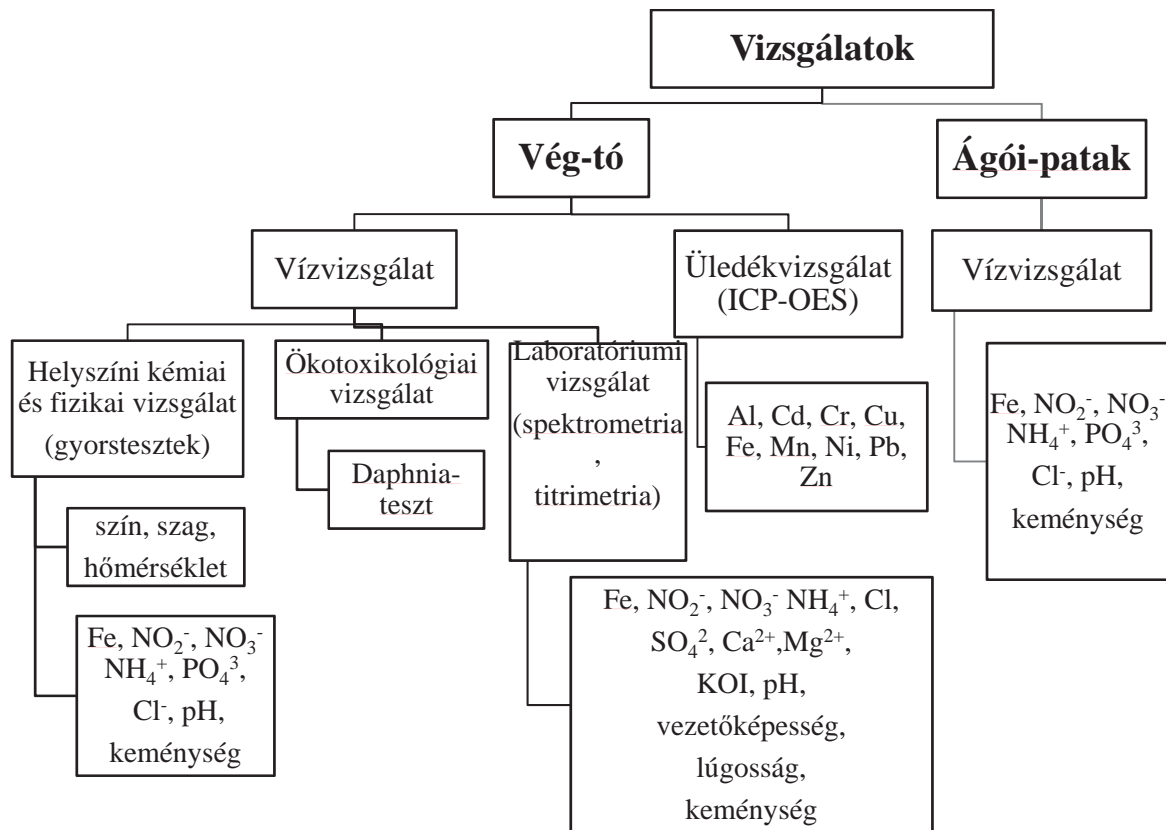 Vizsgálatok
Vég-tó
Ágói-patak
Vízvizsgálat
Üledékvizsgálat
(ICP-OES)
Vízvizsgálat
Helyszíni kémiai
és fizikai vizsgálat
(gyorstesztek)
szín, szag,
hőmérséklet
Fe, NO₂⁻, NO₃⁻
NH₄⁺, PO₄³,
Cl⁻, pH,
keménység
Ökotoxikológiai
vizsgálat
Daphnia-
teszt
Laboratóriumi
vizsgálat
(spektrometria
,
titrimetria)
Fe, NO₂⁻, NO₃⁻ NH₄⁺, Cl,
SO₄², Ca²⁺,Mg²⁺,
KOI, pH,
vezetőképesség,
lúgosság,
keménység
Al, Cd, Cr, Cu,
Fe, Mn, Ni, Pb,
Zn
Fe, NO₂⁻, NO₃⁻
NH₄⁺, PO₄³,
Cl⁻, pH,
keménység